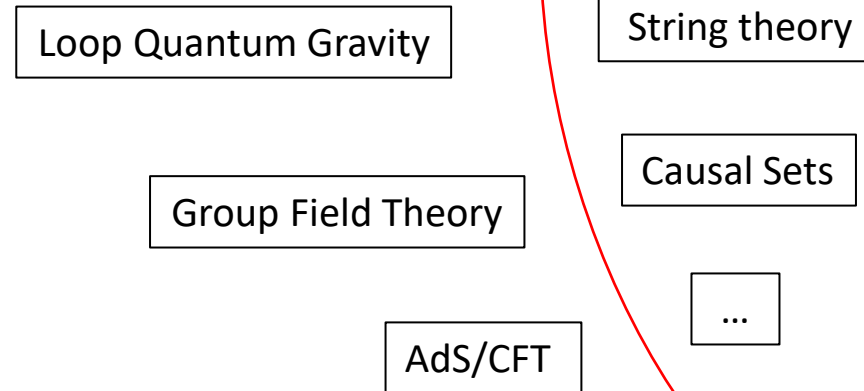 Loop Quantum Gravity
String theory
Causal Sets
Group Field Theory
...
AdS/CFT